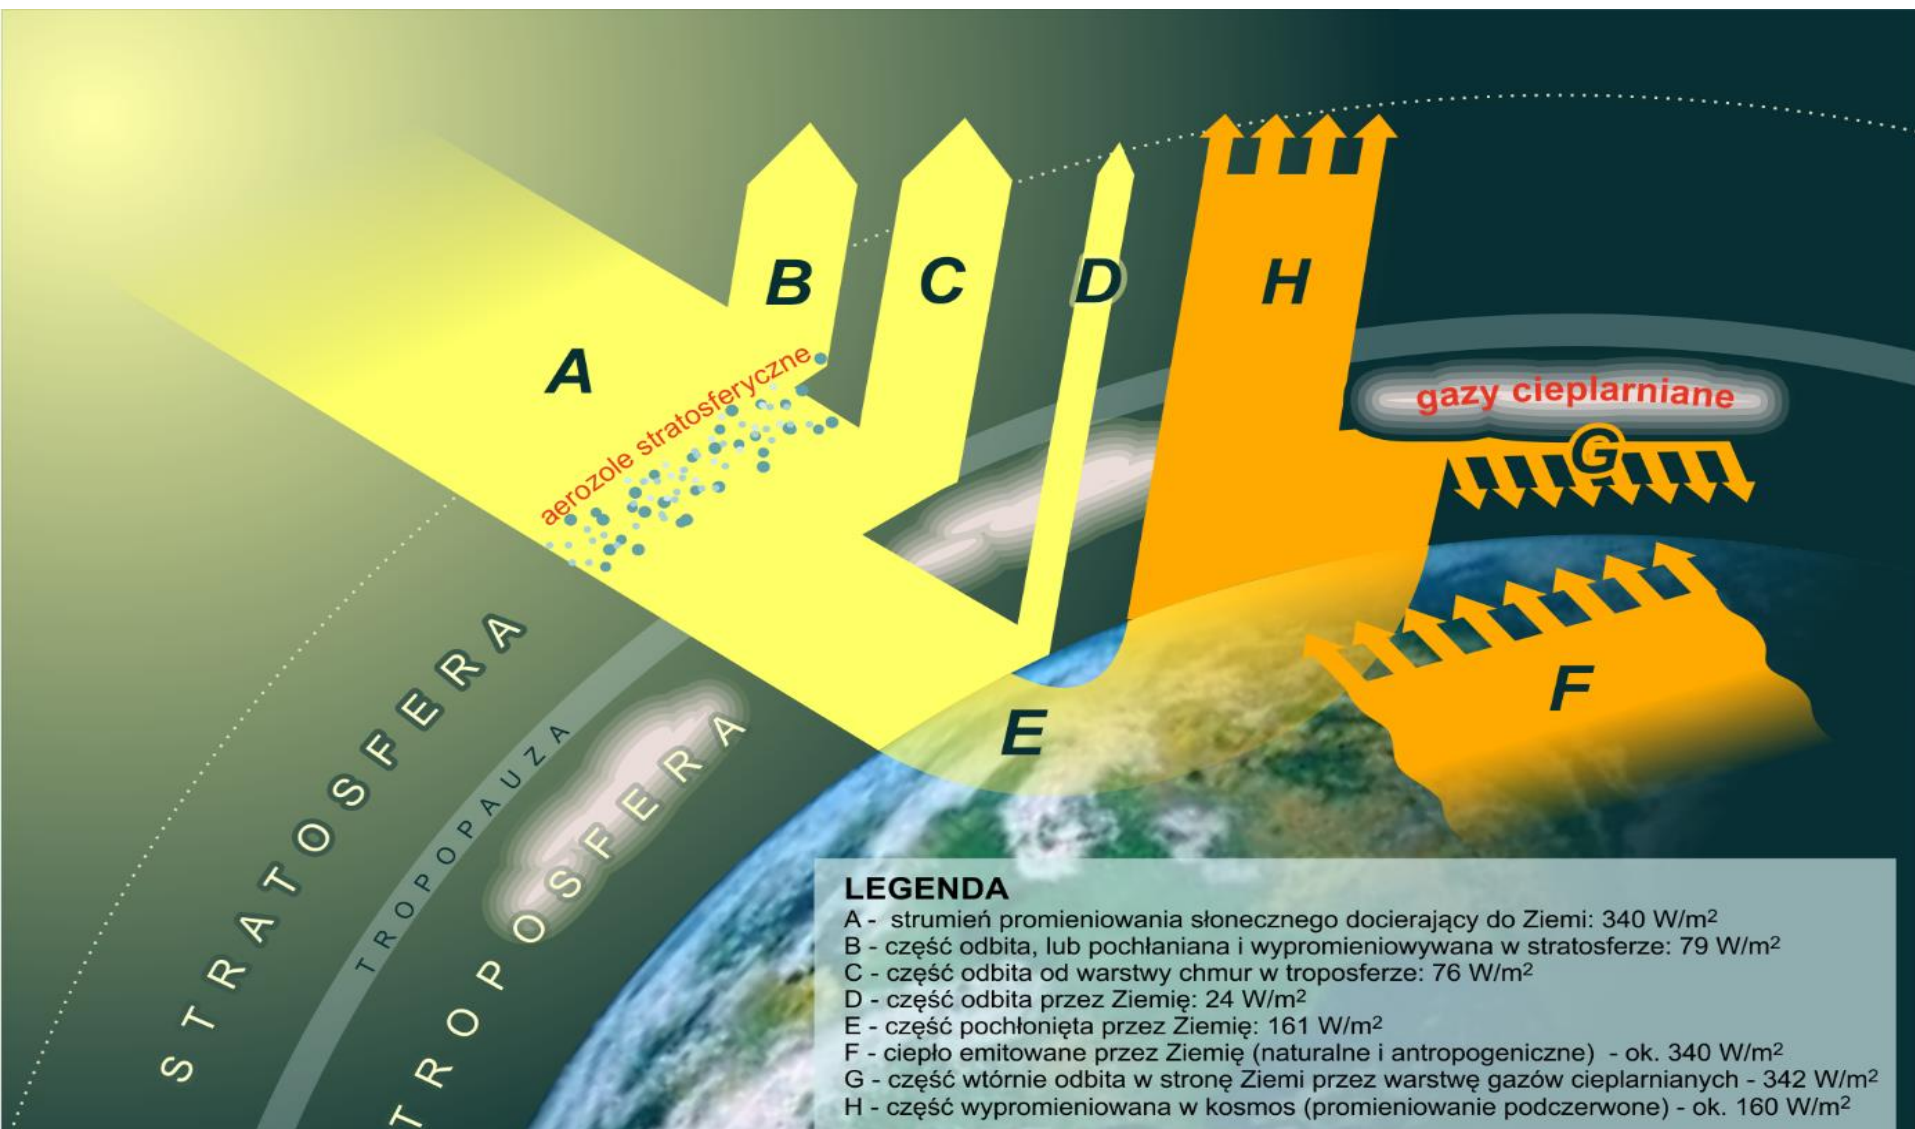 A
B
C
D
H
aerozole stratosferyczne
gazy cieplarniane
G
F
E
STRATOSFERA
TROPOPAUZA
TROPOSFERA
LEGENDA
A - strumień promieniowania słonecznego docierający do Ziemi: 340 W/m²
B - część odbita, lub pochłaniana i wypromieniowywana w stratosferze: 79 W/m²
C - część odbita od warstwy chmur w troposferze: 76 W/m²
D - część odbita przez Ziemię: 24 W/m²
E - część pochłonięta przez Ziemię: 161 W/m²
F - ciepło emitowane przez Ziemię (naturalne i antropogeniczne) - ok. 340 W/m²
G - część wtórnie odbita w stronę Ziemi przez warstwę gazów cieplarnianych - 342 W/m²
H - część wypromieniowana w kosmos (promieniowanie podczerwone) - ok. 160 W/m²